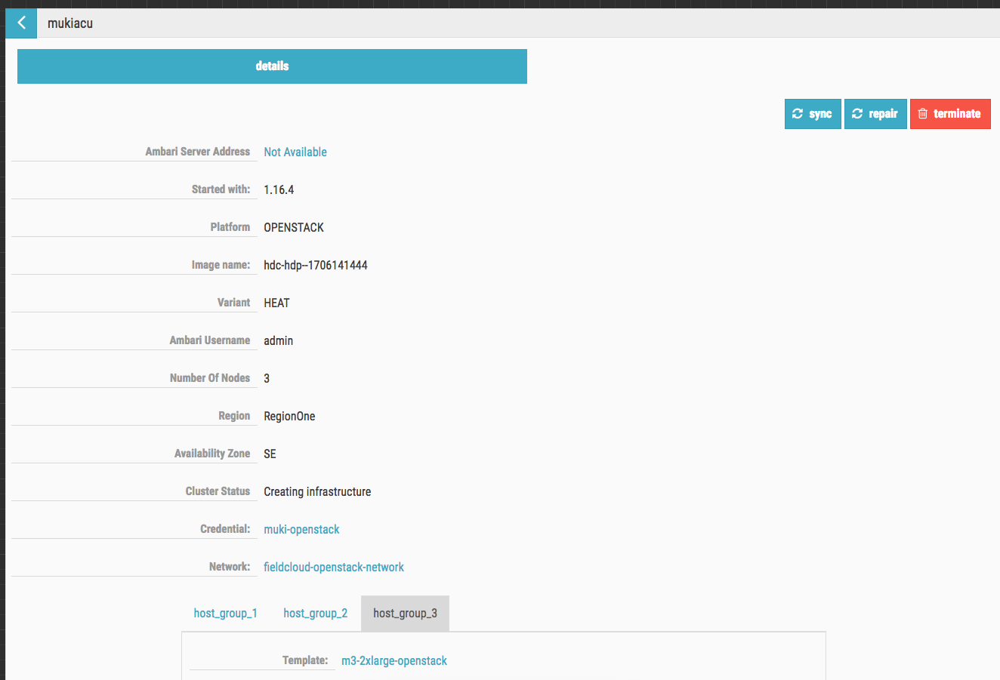 mukiacu
details
sync repair terminate
Ambari Server Address Not Available
Started with: 1.16.4
Platform OPENSTACK
Image name: hdc-hdp--1706141444
Variant HEAT
Ambari Username admin
Number Of Nodes 3
Region RegionOne
Availability Zone SE
Cluster Status Creating infrastructure
Credential: muki-openstack
Network: fieldcloud-openstack-network
host_group_1 host_group_2 host_group_3
Template: m3-2xlarge-openstack